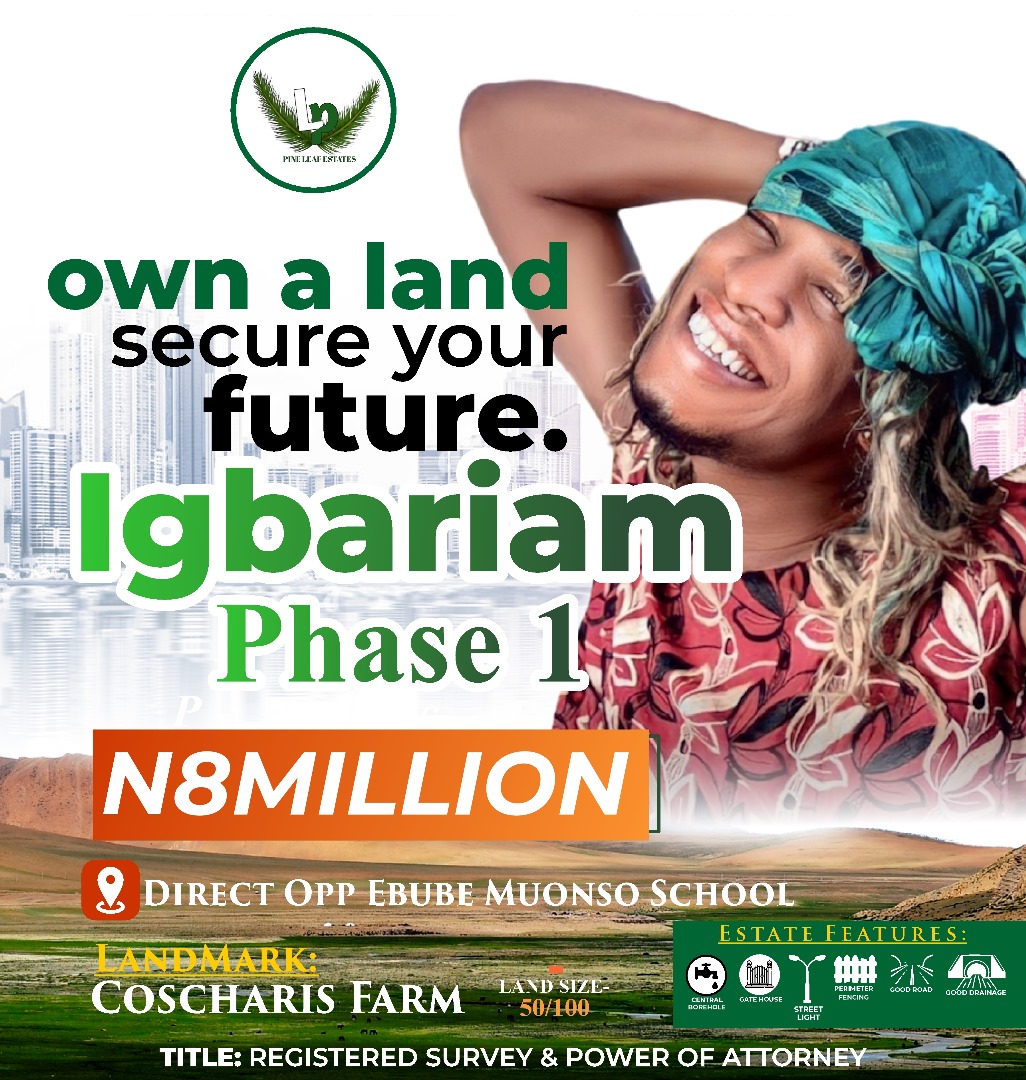 PINE LEAF ESTATES
own a land
secure your
future.
Igbariam
Phase 1
N8MILLION
DIRECT OPP EBUBE MUONSO SCHOOL
LANDMARK:
COSCHARIS FARM
LAND SIZE-
50/100
ESTATE FEATURES:
CENTRAL
BOREHOLE
GATE HOUSE
STREET
LIGHT
PERIMETER
FENCING
GOOD ROAD
GOOD DRAINAGE
TITLE: REGISTERED SURVEY & POWER OF ATTORNEY